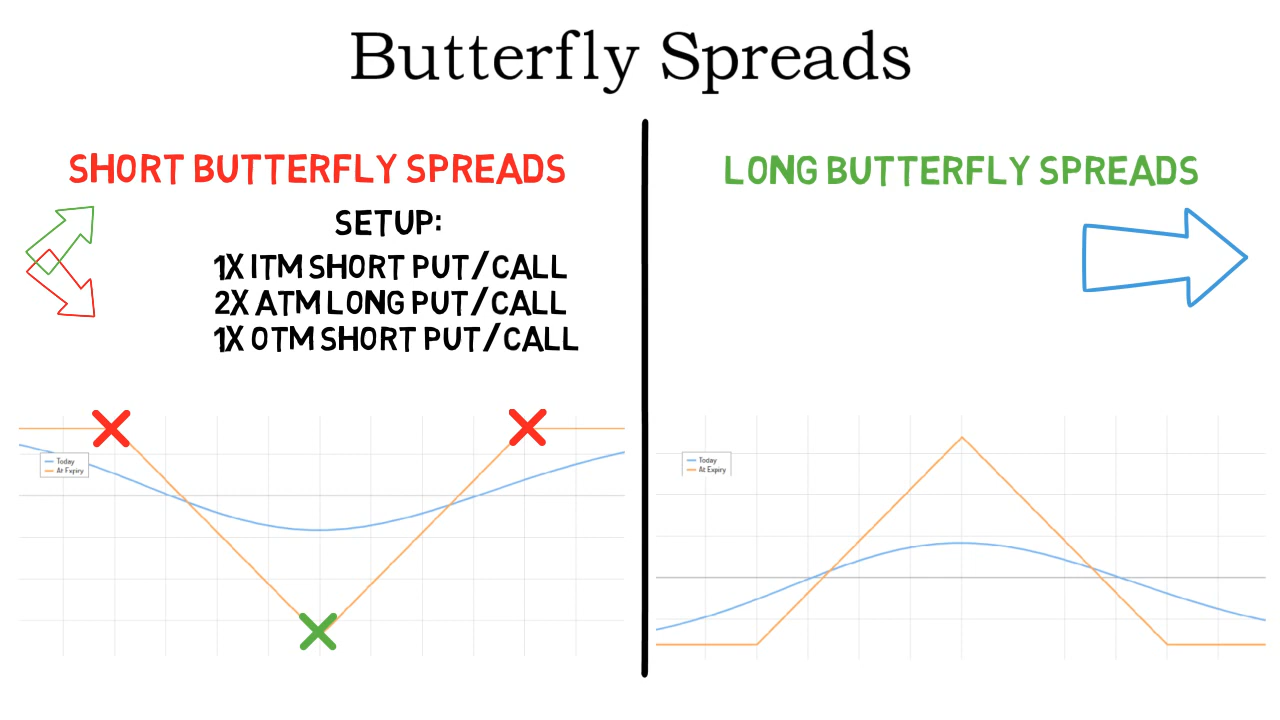 Butterfly Spreads
SHORT BUTTERFLY SPREADS
SETUP:
1X ITM SHORT PUT/CALL
2X ATM LONG PUT/CALL
1X OTM SHORT PUT/CALL
Today
At Expiry
LONG BUTTERFLY SPREADS
Today
At Expiry